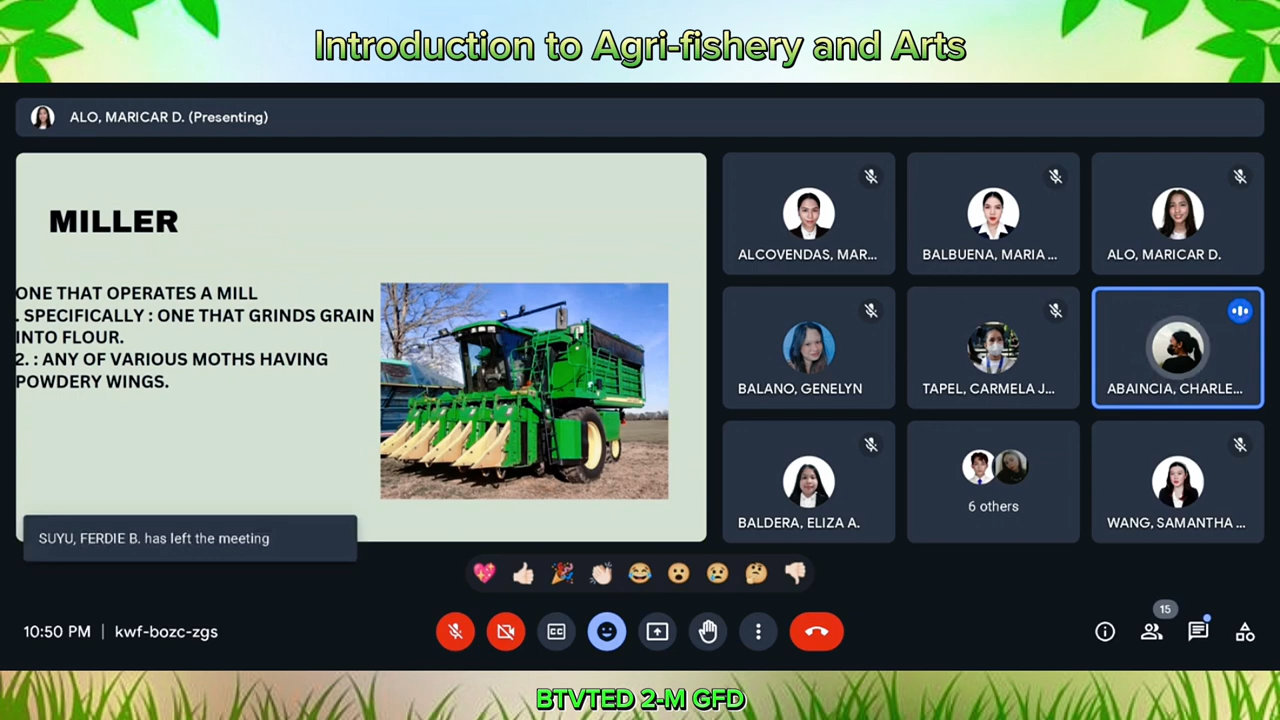 Introduction to Agri-fishery and Arts
ALO, MARICAR D. (Presenting)
MILLER
ONE THAT OPERATES A MILL
. SPECIFICALLY : ONE THAT GRINDS GRAIN
INTO FLOUR.
2. : ANY OF VARIOUS MOTHS HAVING
POWDERY WINGS.
SUYU, FERDIE B. has left the meeting
ALCOVENDAS, MAR...
BALBUENA, MARIA ...
ALO, MARICAR D.
BALANO, GENELYN
TAPEL, CARMELA J...
ABAINCIA, CHARLE...
BALDERA, ELIZA A.
6 others
WANG, SAMANTHA ...
10:50 PM | kwf-bozc-zgs
CC
15
BTVTED 2-M GFD